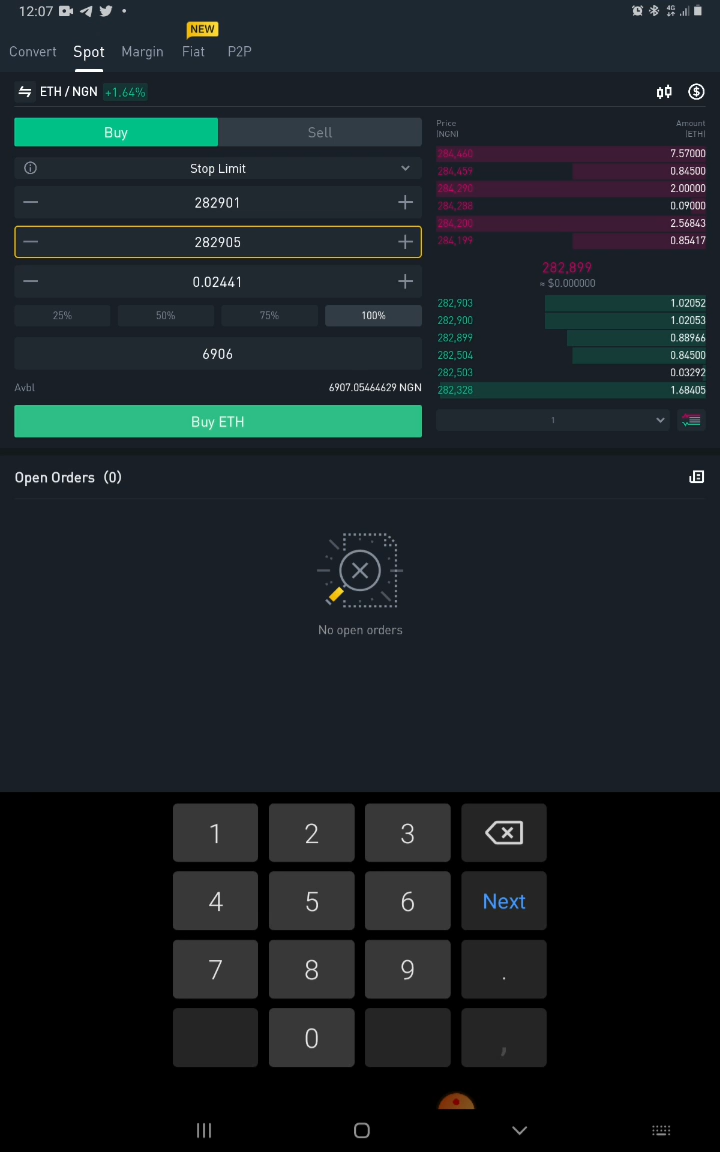 12:07
4G
NEW
Convert Spot Margin Fiat P2P
ETH / NGN +1.64%
Buy Sell
Stop Limit
282901
282905
0.02441
25% 50% 75% 100%
6906
Avbl 6907.05464629 NGN
Buy ETH
Price Amount
(NGN) (ETH)
284,460 7.57000
284,459 0.84500
284,290 2.00000
284,288 0.09000
284,200 2.56843
284,199 0.85417
282,899
≈ $0.000000
282,903 1.02052
282,900 1.02053
282,899 0.88966
282,504 0.84500
282,503 0.03292
282,328 1.68405
1
Open Orders (0)
No open orders
1 2 3
4 5 6 Next
7 8 9 .
0 ,